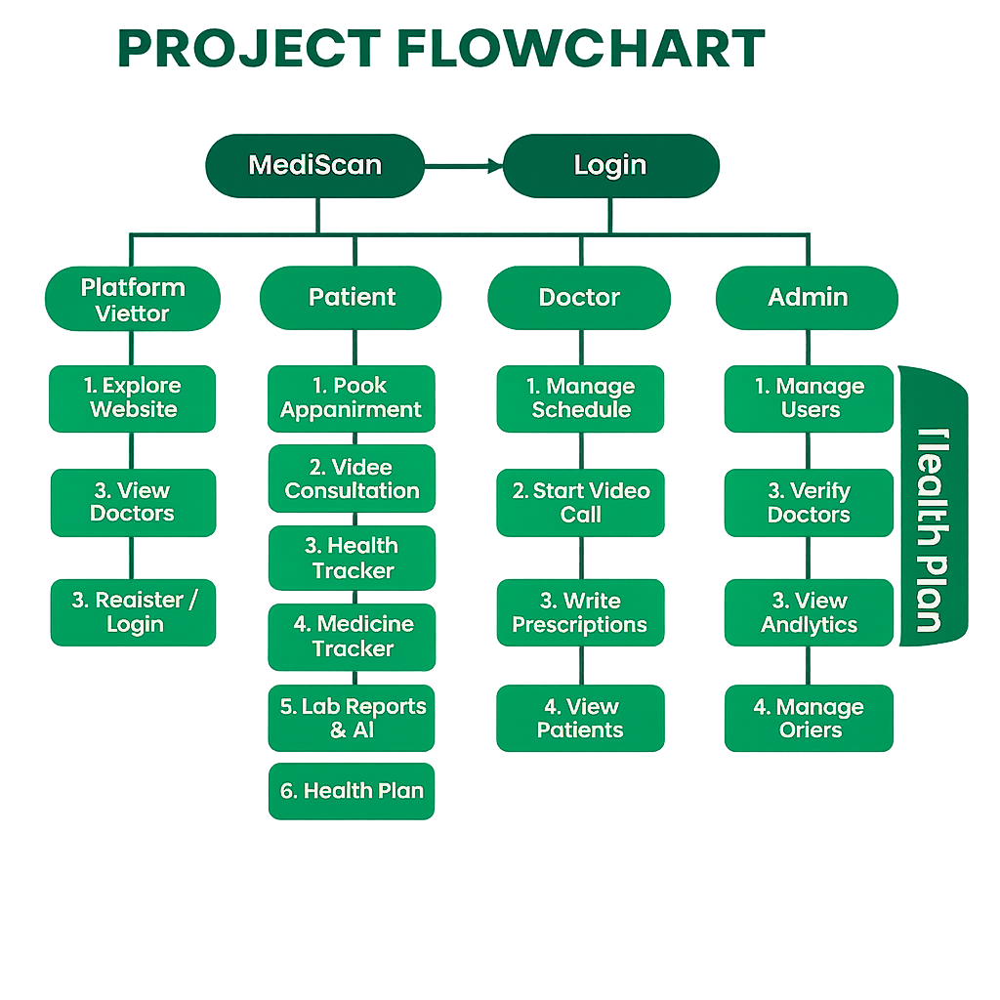 PROJECT FLOWCHART
MediScan
Login
Platform
Viettor
Patient
Doctor
Admin
1. Explore
Website
3. View
Doctors
3. Reaister /
Login
1. Pook
Appanirment
2. Videe
Consultation
3. Health
Tracker
4. Medicine
Tracker
5. Lab Reports
& AI
6. Health Plan
1. Manage
Schedule
2. Start Video
Call
3. Write
Prescriptions
4. View
Patients
1. Manage
Users
3. Verify
Doctors
3. View
Andlytics
4. Manage
Oriers
Plan